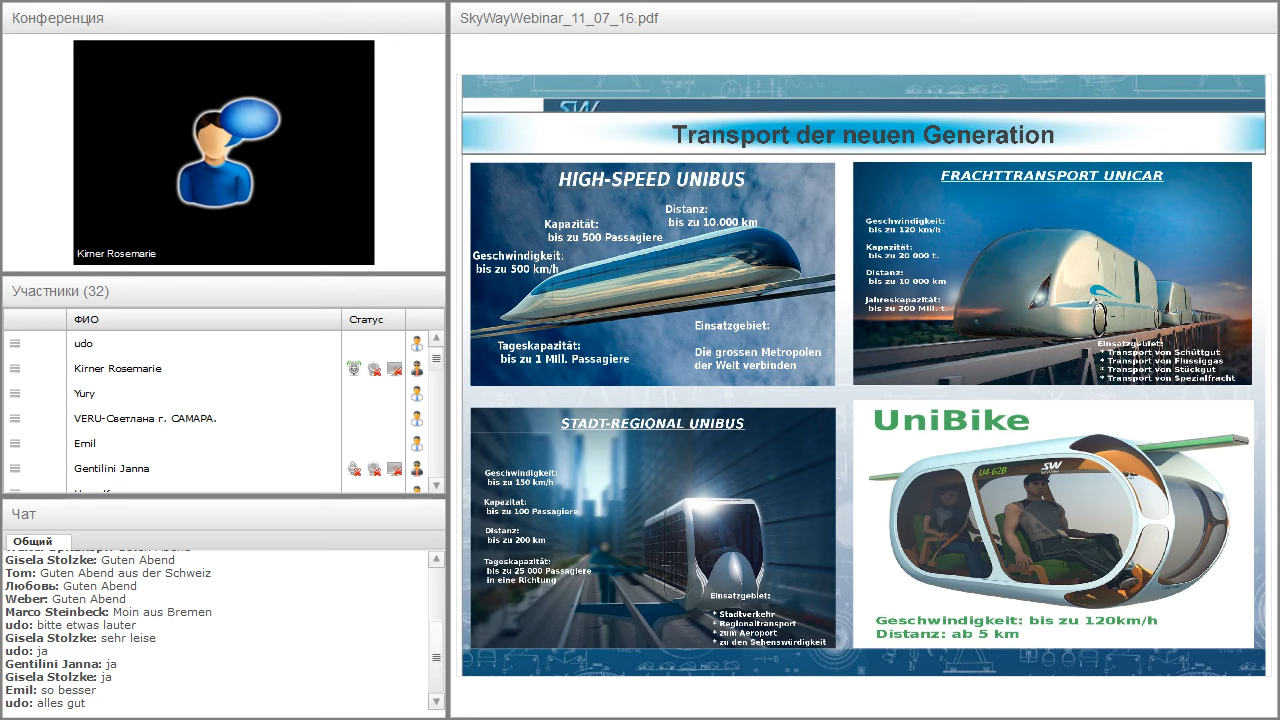 Конференция
Kirner Rosemarie
Участники (32)
ФИО
Статус
udo
Kirner Rosemarie
Yury
VERU-Светлана г. САМАРА.
Emil
Gentilini Janna
Чат
Общий
Guten Abend
Gisela Stolzke: Guten Abend
Tom: Guten Abend aus der Schweiz
Любовь: Guten Abend
Weber: Guten Abend
Marco Steinbeck: Moin aus Bremen
udo: bitte etwas lauter
Gisela Stolzke: sehr leise
udo: ja
Gentilini Janna: ja
Gisela Stolzke: ja
Emil: so besser
udo: alles gut
SkyWayWebinar_11_07_16.pdf
SW
Transport der neuen Generation
HIGH-SPEED UNIBUS
Distanz:
bis zu 10.000 km
Kapazität:
bis zu 500 Passagiere
Geschwindigkeit:
bis zu 500 km/h
Tageskapazität:
bis zu 1 Mill. Passagiere
Einsatzgebiet:
Die grossen Metropolen
der Welt verbinden
FRACHTTRANSPORT UNICAR
Geschwindigkeit:
bis zu 120 km/h
Kapazität:
bis zu 20 000 t.
Distanz:
bis zu 10 000 km
Jahreskapazität:
bis zu 200 Mill. t.
Einsatzgebiet:
* Transport von Schüttgut
* Transport von Flussiggas
* Transport von Stückgut
* Transport von Spezialfracht
STADT-REGIONAL UNIBUS
Geschwindigkeit:
bis zu 150 km/h
Kapazitat:
bis zu 100 Passagiere
Distanz:
bis zu 200 km
Tageskapazität:
bis zu 25 000 Passagiere
in eine Richtung
Einsatzgebiet:
* Stadtverkehr
* Regionaltransport
* zum Aeroport
* zu den Sehenswürdigkeit
UniBike
U4-62B
SW
Geschwindigkeit: bis zu 120km/h
Distanz: ab 5 km